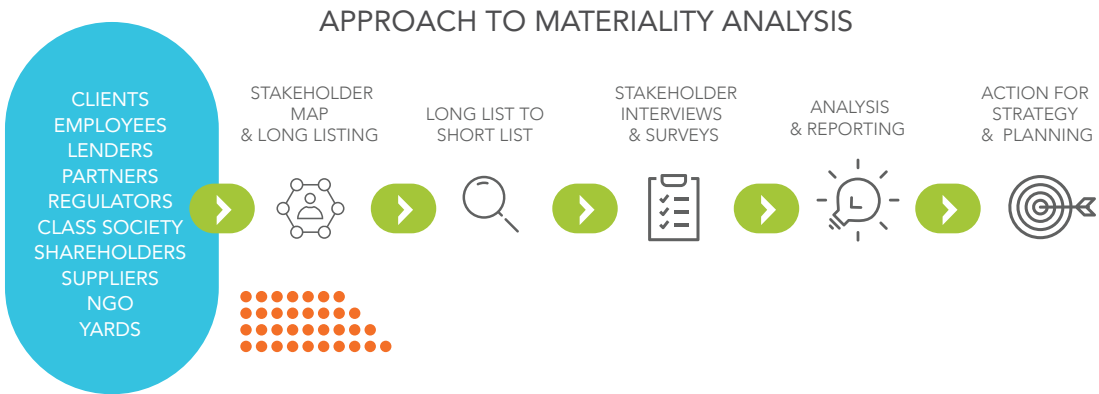 APPROACH TO MATERIALITY ANALYSIS
CLIENTS
EMPLOYEES
LENDERS
PARTNERS
REGULATORS
CLASS SOCIETY
SHAREHOLDERS
SUPPLIERS
NGO
YARDS
STAKEHOLDER
MAP
& LONG LISTING
LONG LIST TO
SHORT LIST
STAKEHOLDER
INTERVIEWS
& SURVEYS
ANALYSIS
& REPORTING
ACTION FOR
STRATEGY
& PLANNING